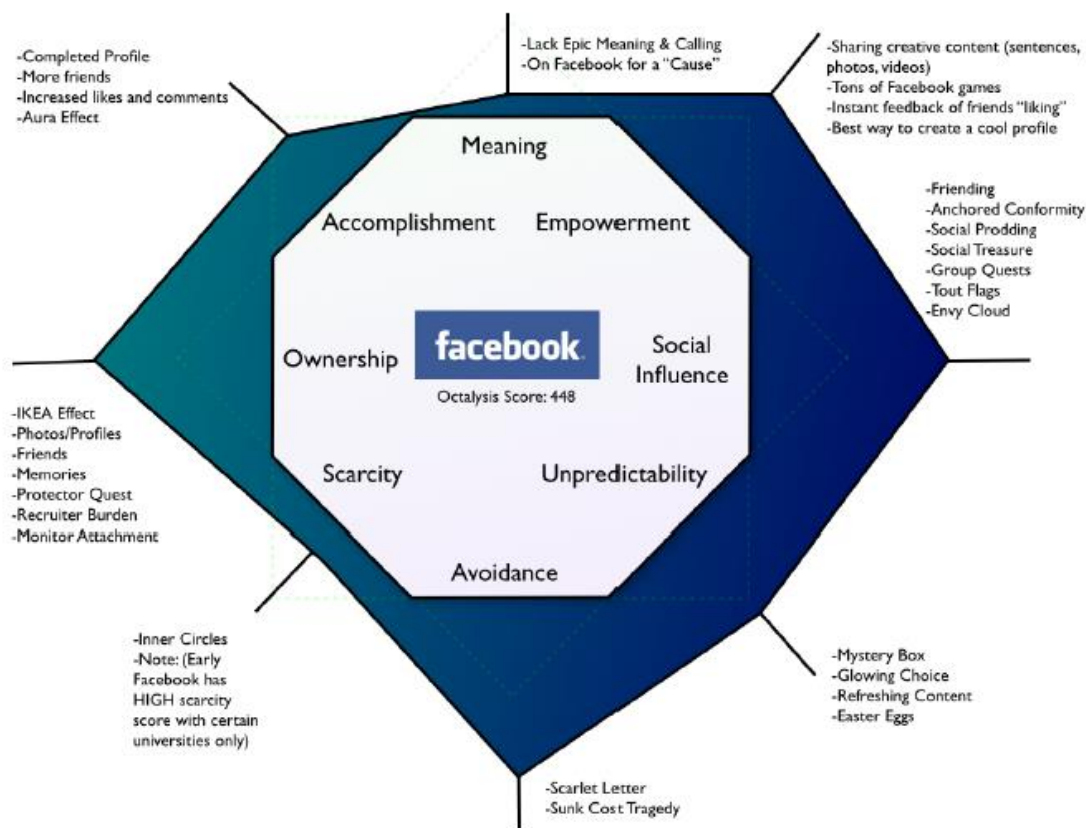 -Completed Profile
-More friends
-Increased likes and comments
-Aura Effect
-Lack Epic Meaning & Calling
-On Facebook for a "Cause"
-Sharing creative content (sentences,
photos, videos)
-Tons of Facebook games
-Instant feedback of friends "liking"
-Best way to create a cool profile
-Friending
-Anchored Conformity
-Social Prodding
-Social Treasure
-Group Quests
-Tout Flags
-Envy Cloud
Meaning
Accomplishment
Empowerment
Ownership
facebook
Octalysis Score: 448
Social
Influence
Scarcity
Unpredictability
Avoidance
-IKEA Effect
-Photos/Profiles
-Friends
-Memories
-Protector Quest
-Recruiter Burden
-Monitor Attachment
-Inner Circles
-Note: (Early
Facebook has
HIGH scarcity
score with certain
universities only)
-Scarlet Letter
-Sunk Cost Tragedy
-Mystery Box
-Glowing Choice
-Refreshing Content
-Easter Eggs